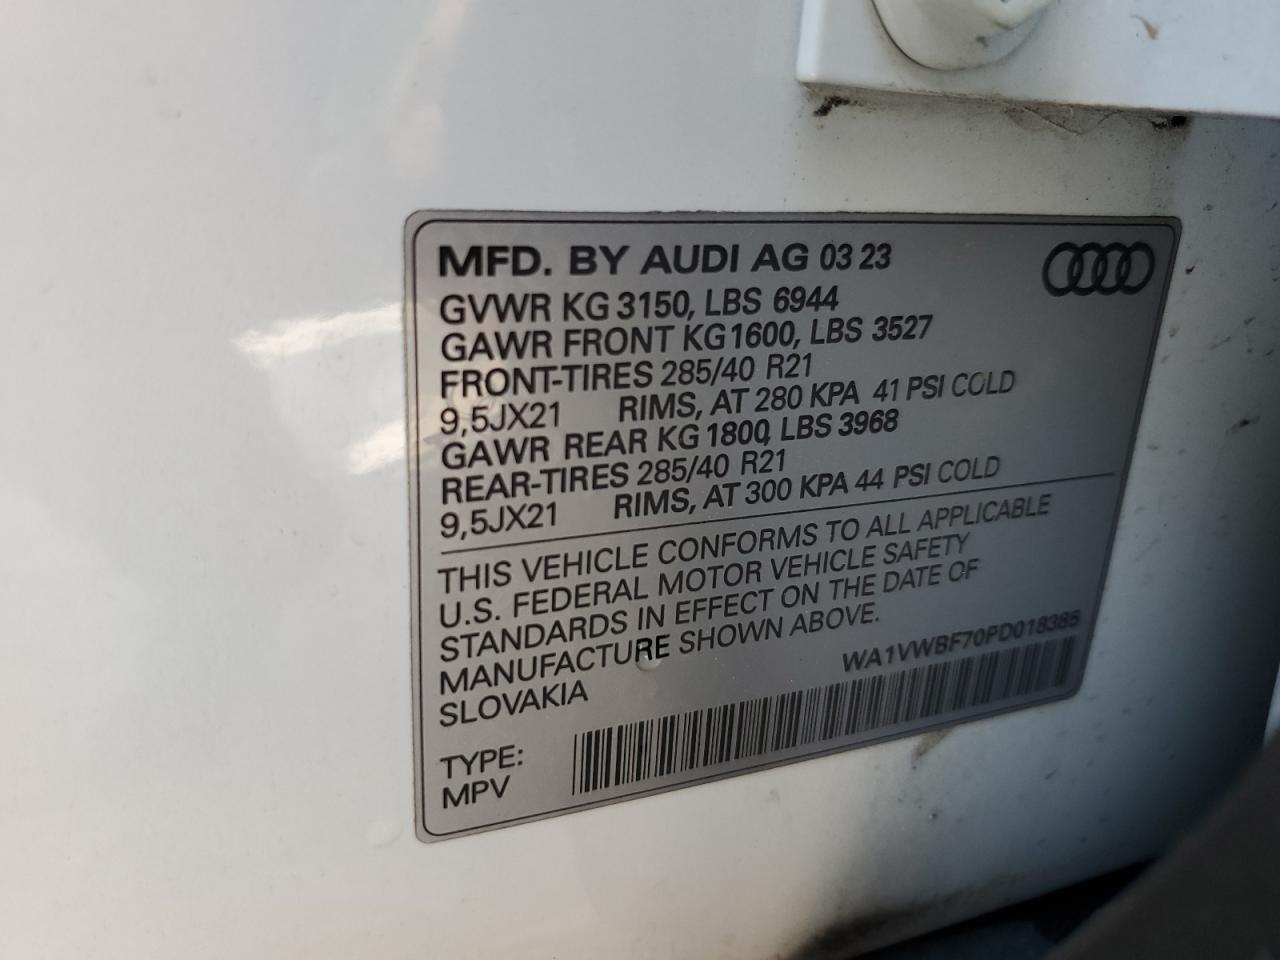 MFD. BY AUDI AG 03 23
GVWR KG 3150, LBS 6944
GAWR FRONT KG 1600, LBS 3527
FRONT-TIRES 285/40 R21
9,5JX21 RIMS, AT 280 KPA 41 PSI COLD
GAWR REAR KG 1800, LBS 3968
REAR-TIRES 285/40 R21
9,5JX21 RIMS, AT 300 KPA 44 PSI COLD
THIS VEHICLE CONFORMS TO ALL APPLICABLE
U.S. FEDERAL MOTOR VEHICLE SAFETY
STANDARDS IN EFFECT ON THE DATE OF
MANUFACTURE SHOWN ABOVE.
SLOVAKIA
WA1VWBF70PD018385
TYPE:
MPV